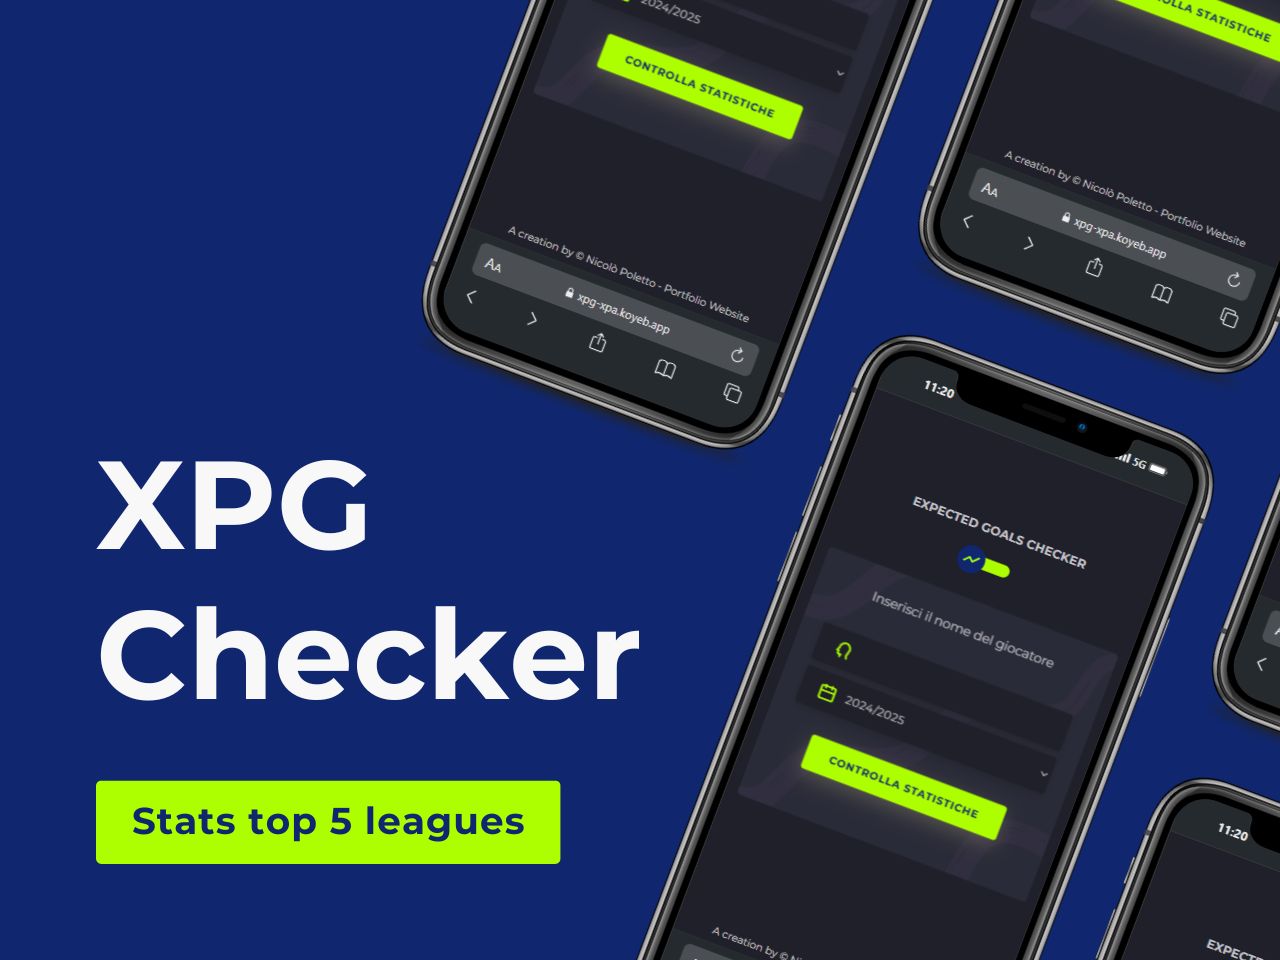 XPG
Checker
Stats top 5 leagues
2024/2025
CONTROLLA STATISTICHE
A creation by © Nicolò Poletto - Portfolio Website
AA
xpg-xpa.koyeb.app
STATISTICHE
A creation by © Nicolò Poletto - Portfolio Website
AA
xpg-xpa.koyeb.app
11:20
5G
EXPECTED GOALS CHECKER
Inserisci il nome del giocatore
2024/2025
CONTROLLA STATISTICHE
A creation by ©
11:20